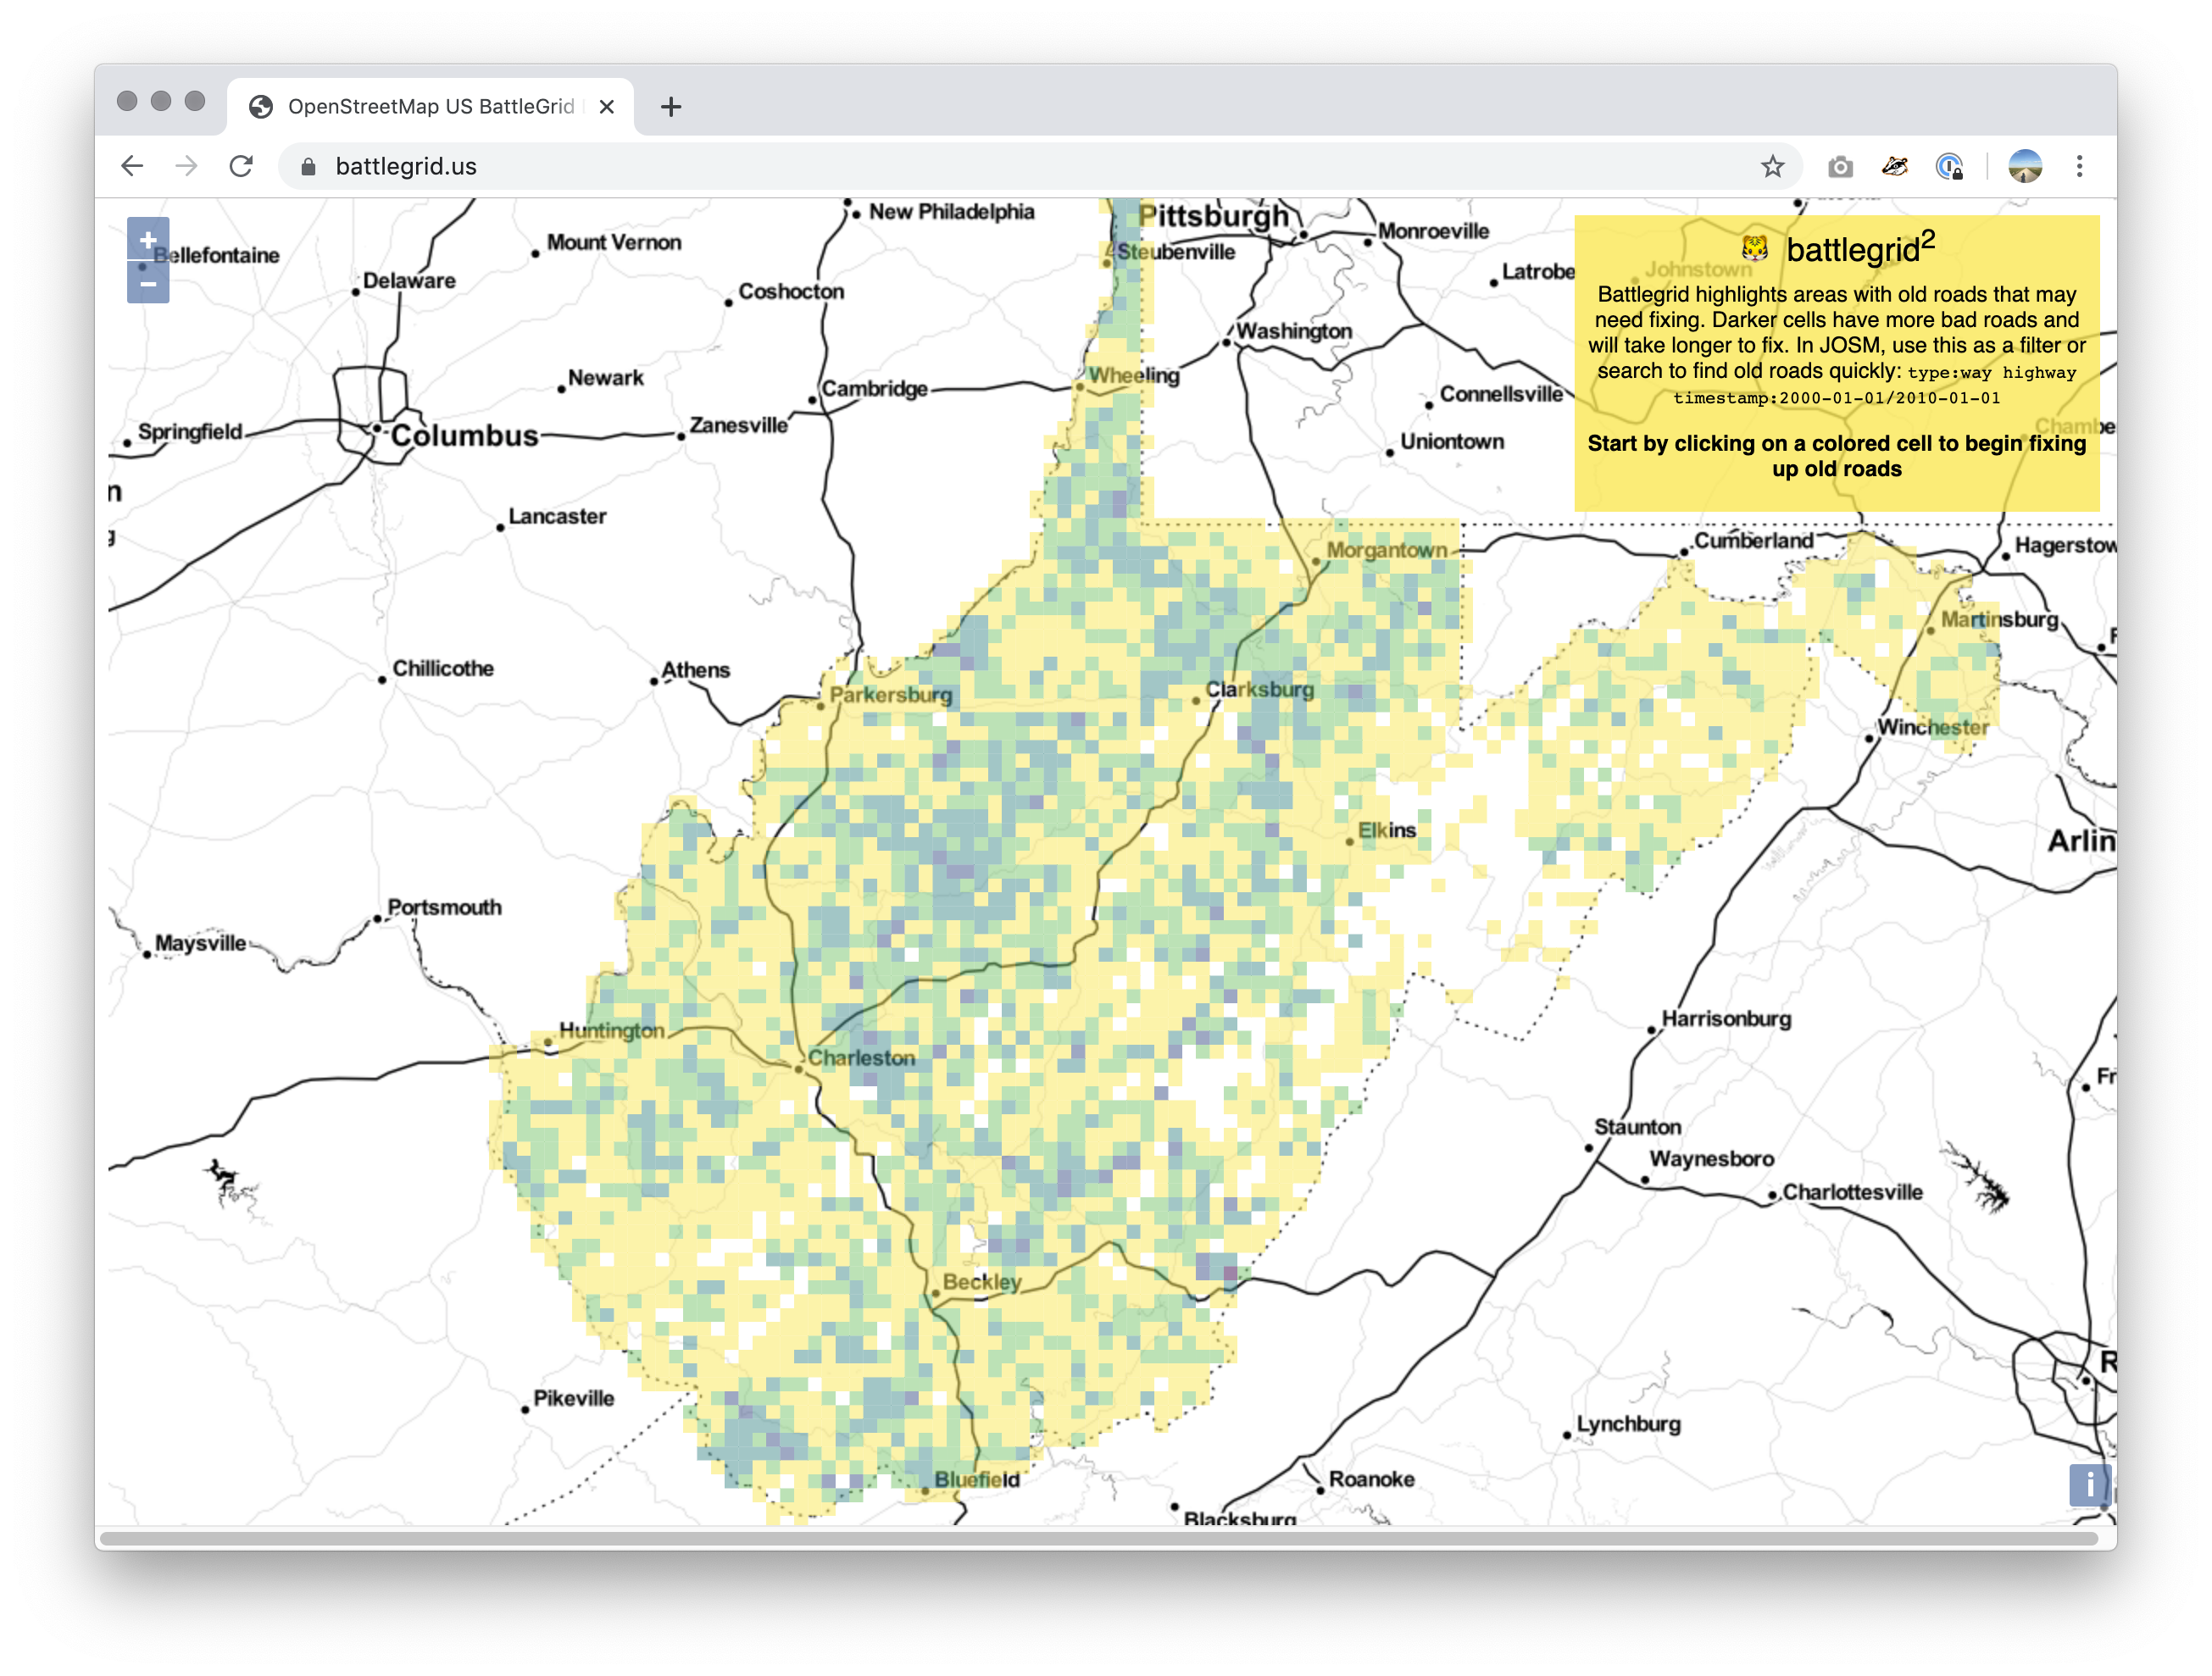 OpenStreetMap US BattleGrid
battlegrid.us
+
−
Pittsburgh
New Philadelphia
Monroeville
Mount Vernon
Bellefontaine
Steubenville
Latrobe
Johnstown
Delaware
Coshocton
Washington
Wheeling
Newark
Cambridge
Connellsville
Zanesville
Springfield
Columbus
Uniontown
🐯 battlegrid2
Battlegrid highlights areas with old roads that may
need fixing. Darker cells have more bad roads and
will take longer to fix. In JOSM, use this as a filter or
search to find old roads quickly: type:way highway
timestamp:2000-01-01/2010-01-01
Chambe
Start by clicking on a colored cell to begin fixing
up old roads
n
g
Lancaster
Morgantown
Cumberland
Hagerstow
Martinsburg
F
Chillicothe
Athens
Parkersburg
Clarksburg
Winchester
Elkins
Arlin
Portsmouth
Maysville
Harrisonburg
Huntington
Charleston
Fr
Staunton
Waynesboro
Charlottesville
Beckley
R
Pikeville
Lynchburg
Bluefield
Roanoke
Blacksburg
i